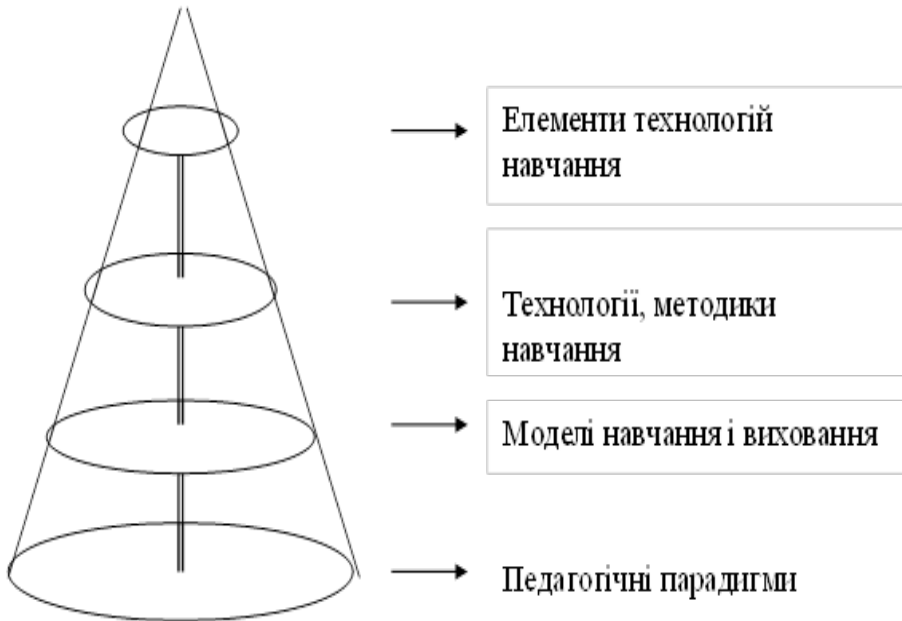 Елементи технологій
навчання
Технології, методики
навчання
Моделі навчання і виховання
Педагогічні парадигми